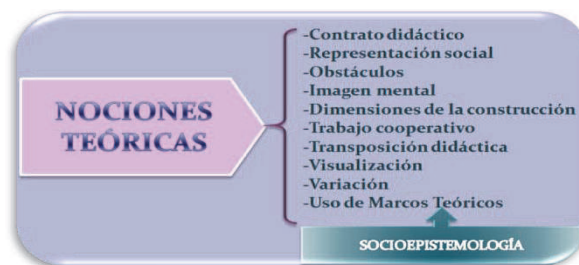 NOCIONES
TEÓRICAS
-Contrato didáctico
-Representación social
-Obstáculos
-Imagen mental
-Dimensiones de la construcción
-Trabajo cooperativo
-Transposición didáctica
-Visualización
-Variación
-Uso de Marcos Teóricos
SOCIOEPISTEMOLOGÍA